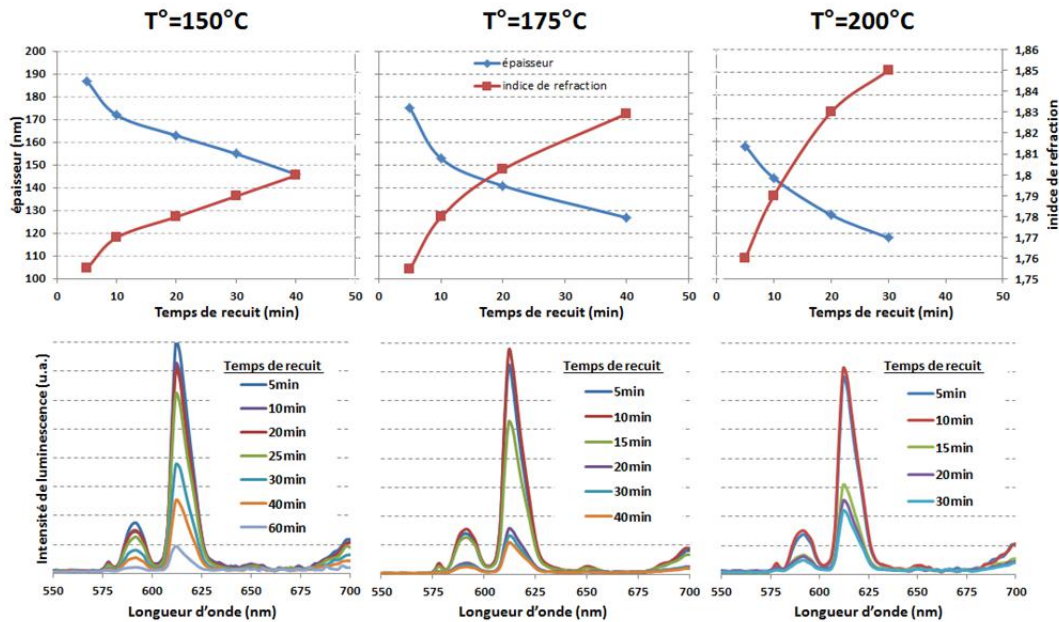 T°=150°C
T°=175°C
T°=200°C
épaisseur (nm)
200
190
180
170
160
150
140
130
120
110
100
0 10 20 30 40 50
Temps de recuit (min)
épaisseur
indice de refraction
0 10 20 30 40 50
Temps de recuit (min)
0 10 20 30 40 50
Temps de recuit (min)
1,86
1,85
1,84
1,83
1,82
1,81
1,8
1,79
1,78
1,77
1,76
1,75
inidce de refraction
Intensité de luminescence (u.a.)
Temps de recuit
5min
10min
20min
25min
30min
40min
60min
550 575 600 625 650 675 700
Longueur d'onde (nm)
Temps de recuit
5min
10min
15min
20min
30min
40min
550 575 600 625 650 675 700
Longueur d'onde (nm)
Temps de recuit
5min
10min
15min
20min
30min
550 575 600 625 650 675 700
Longueur d'onde (nm)